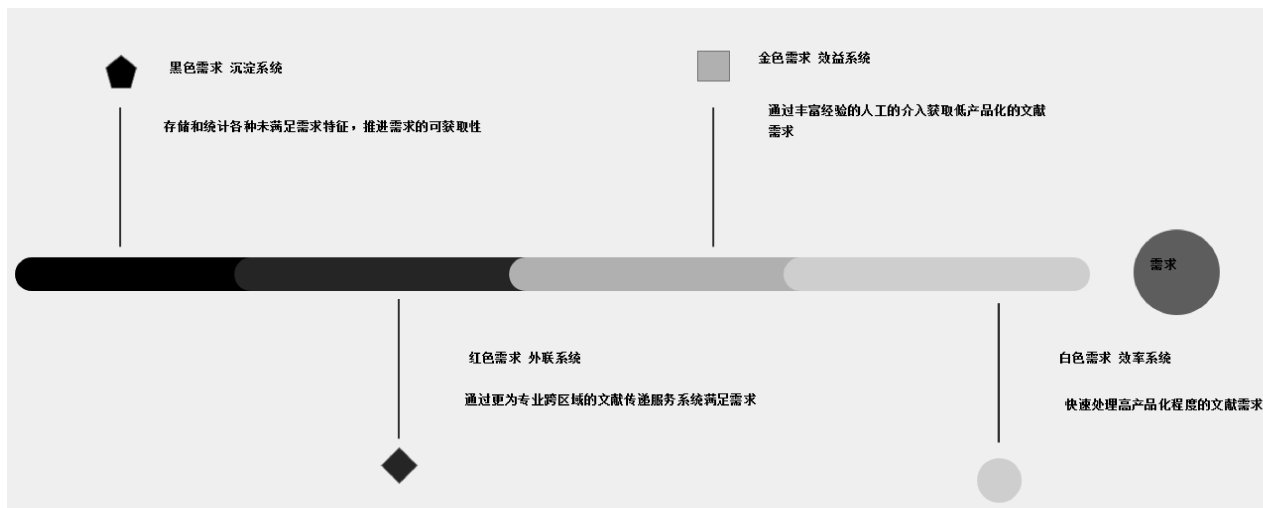 黑色需求 沉淀系统
存储和统计各种未满足需求特征，推进需求的可获取性
金色需求 效益系统
通过丰富经验的人工的介入获取低产品化的文献
需求
需求
红色需求 外联系统
通过更为专业跨区域的文献传递服务系统满足需求
白色需求 效率系统
快速处理高产品化程度的文献需求